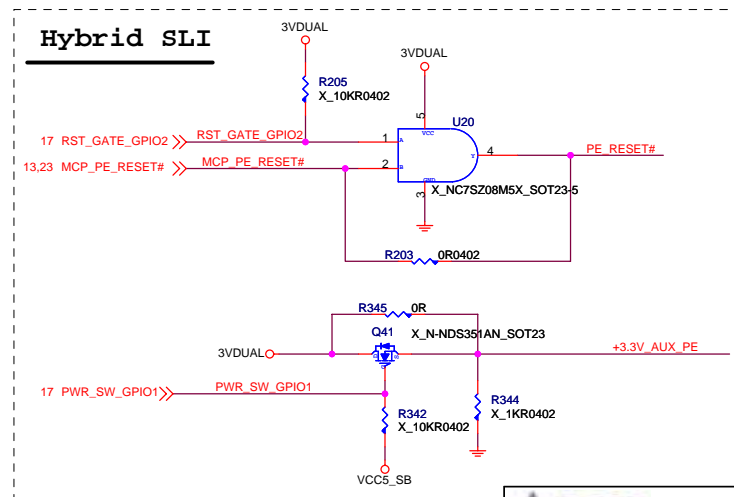 Hybrid SLI
3VDUAL
3VDUAL
R205
X_10KR0402
5
U20
VCC
17 RST_GATE_GPIO2
RST_GATE_GPIO2
1
A
Y
4
PE_RESET#
13,23 MCP_PE_RESET#
MCP_PE_RESET#
2
B
GND
3
X_NC7SZ08M5X_SOT23-5
R203
0R0402
R345
0R
Q41
X_N-NDS351AN_SOT23
3VDUAL
+3.3V_AUX_PE
17 PWR_SW_GPIO1
PWR_SW_GPIO1
R342
X_10KR0402
R344
X_1KR0402
VCC5_SB